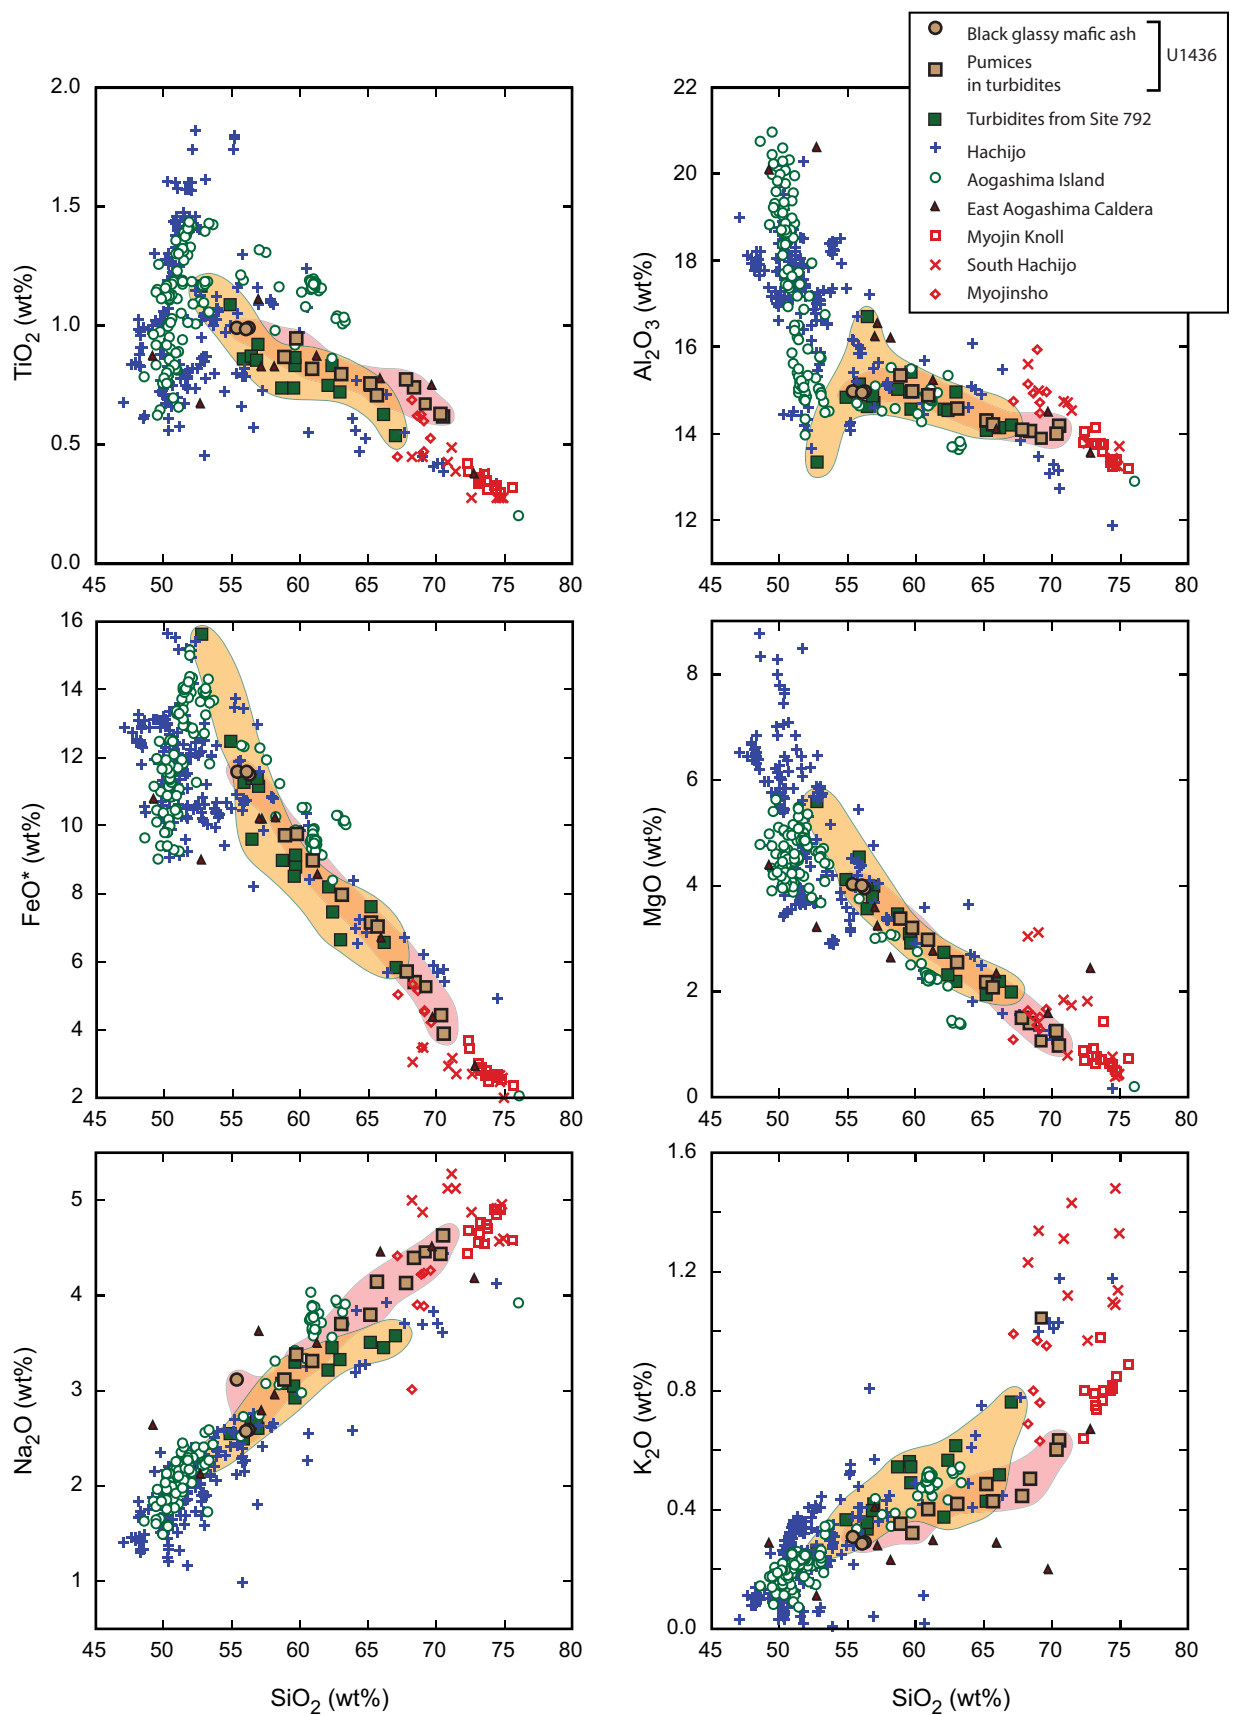 Black glassy mafic ash
Pumices
in turbidites
U1436
Turbidites from Site 792
Hachijo
Aogashima Island
East Aogashima Caldera
Myojin Knoll
South Hachijo
Myojinsho
2.0
1.5
1.0
0.5
0.0
TiO2 (wt%)
45 50 55 60 65 70 75 80
22
20
18
16
14
12
Al2O3 (wt%)
45 50 55 60 65 70 75 80
16
14
12
10
8
6
4
2
FeO* (wt%)
45 50 55 60 65 70 75 80
8
6
4
2
0
MgO (wt%)
45 50 55 60 65 70 75 80
5
4
3
2
1
Na2O (wt%)
45 50 55 60 65 70 75 80
SiO2 (wt%)
1.6
1.2
0.8
0.4
0.0
K2O (wt%)
45 50 55 60 65 70 75 80
SiO2 (wt%)